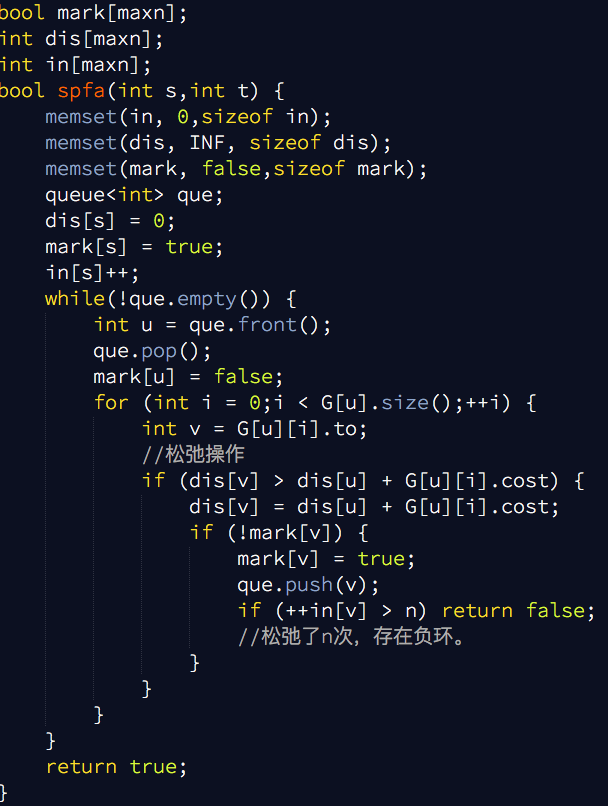 bool mark[maxn];
int dis[maxn];
int in[maxn];
bool spfa(int s,int t) {
    memset(in, 0,sizeof in);
    memset(dis, INF, sizeof dis);
    memset(mark, false,sizeof mark);
    queue<int> que;
    dis[s] = 0;
    mark[s] = true;
    in[s]++;
    while(!que.empty()) {
        int u = que.front();
        que.pop();
        mark[u] = false;
        for (int i = 0;i < G[u].size();++i) {
            int v = G[u][i].to;
            //松弛操作
            if (dis[v] > dis[u] + G[u][i].cost) {
                dis[v] = dis[u] + G[u][i].cost;
                if (!mark[v]) {
                    mark[v] = true;
                    que.push(v);
                    if (++in[v] > n) return false;
                    //松弛了n次，存在负环。
                }
            }
        }
    }
    return true;
}